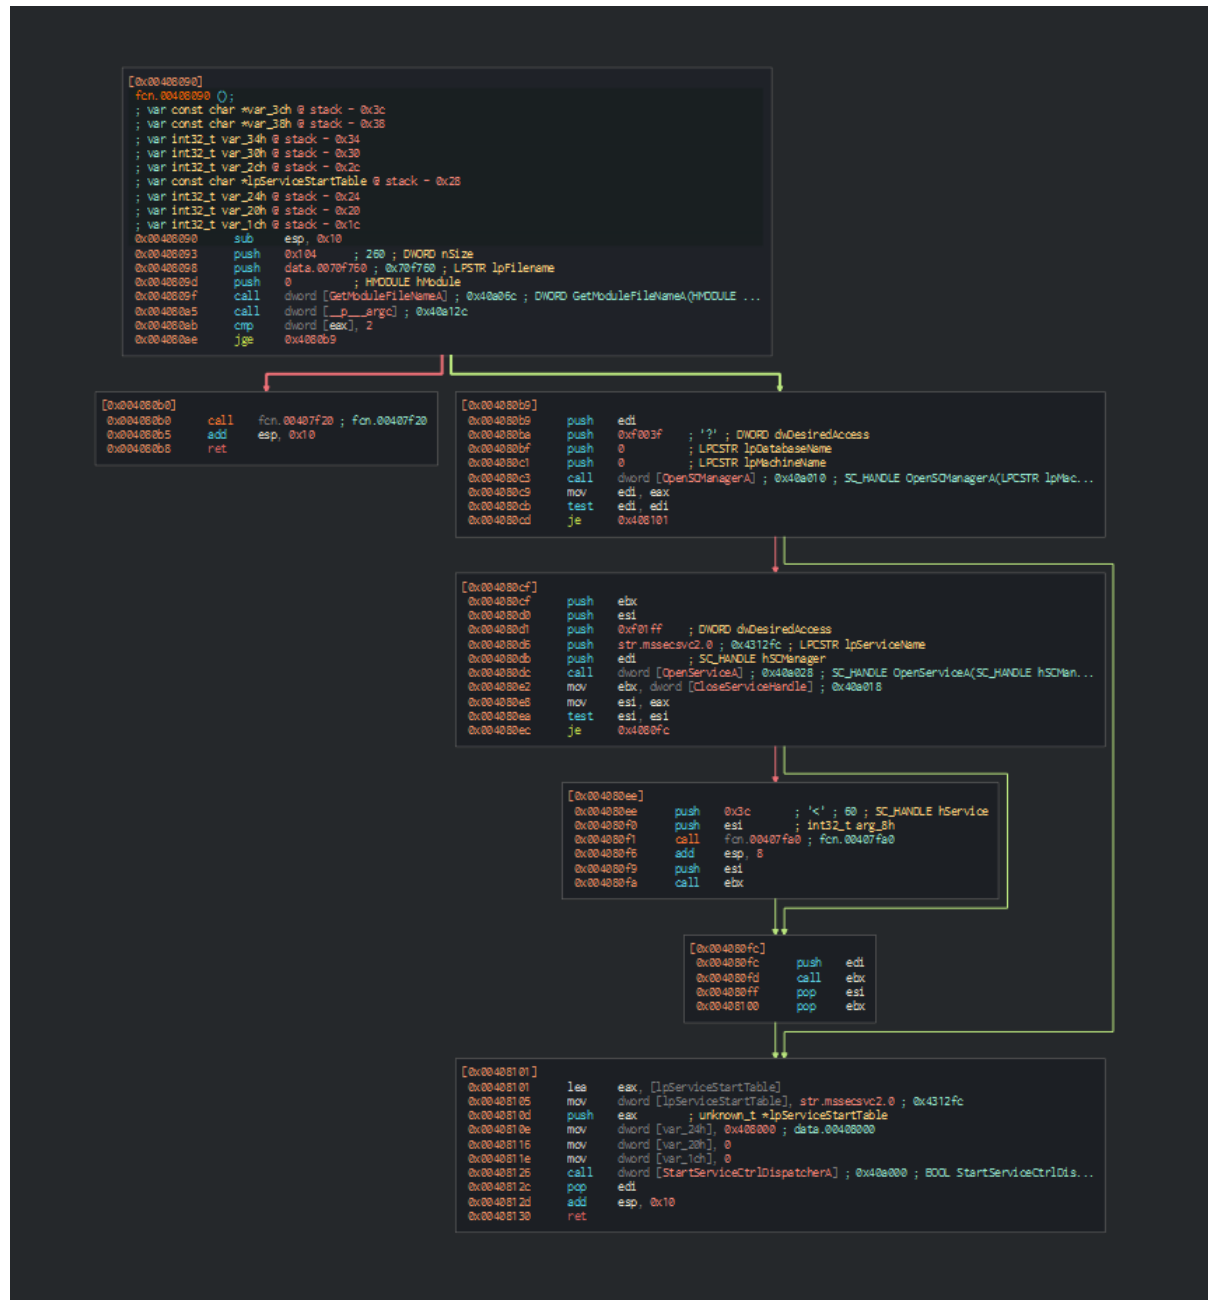 [0x00408090]
fcn.00408090 ();
; var const char *var_3ch @ stack - 0x3c
; var const char *var_38h @ stack - 0x38
; var int32_t var_34h @ stack - 0x34
; var int32_t var_30h @ stack - 0x30
; var int32_t var_2ch @ stack - 0x2c
; var const char *lpServiceStartTable @ stack - 0x28
; var int32_t var_24h @ stack - 0x24
; var int32_t var_20h @ stack - 0x20
; var int32_t var_1ch @ stack - 0x1c
0x00408090 sub esp, 0x10
0x00408093 push 0x104 ; 260 ; DWORD nSize
0x00408098 push data.0070f760 ; 0x70f760 ; LPSTR lpFilename
0x0040809d push 0 ; HMODULE hModule
0x0040809f call dword [GetModuleFileNameA] ; 0x40a06c ; DWORD GetModuleFileNameA(HMODULE ...
0x004080a5 call dword [__p___argc] ; 0x40a12c
0x004080ab cmp dword [eax], 2
0x004080ae jge 0x4080b9
[0x004080b0]
0x004080b0 call fcn.00407f20 ; fcn.00407f20
0x004080b5 add esp, 0x10
0x004080b8 ret
[0x004080b9]
0x004080b9 push edi
0x004080ba push 0xf003f ; '?' ; DWORD dwDesiredAccess
0x004080bf push 0 ; LPCSTR lpDatabaseName
0x004080c1 push 0 ; LPCSTR lpMachineName
0x004080c3 call dword [OpenSCManagerA] ; 0x40a010 ; SC_HANDLE OpenSCManagerA(LPCSTR lpMac...
0x004080c9 mov edi, eax
0x004080cb test edi, edi
0x004080cd je 0x408101
[0x004080cf]
0x004080cf push ebx
0x004080d0 push esi
0x004080d1 push 0xf01ff ; DWORD dwDesiredAccess
0x004080d6 push str.mssecsvc2.0 ; 0x4312fc ; LPCSTR lpServiceName
0x004080db push edi ; SC_HANDLE hSCManager
0x004080dc call dword [OpenServiceA] ; 0x40a028 ; SC_HANDLE OpenServiceA(SC_HANDLE hSCMan...
0x004080e2 mov ebx, dword [CloseServiceHandle] ; 0x40a018
0x004080e8 mov esi, eax
0x004080ea test esi, esi
0x004080ec je 0x4080fc
[0x004080ee]
0x004080ee push 0x3c ; '<' ; 60 ; SC_HANDLE hService
0x004080f0 push esi ; int32_t arg_8h
0x004080f1 call fcn.00407fa0 ; fcn.00407fa0
0x004080f6 add esp, 8
0x004080f9 push esi
0x004080fa call ebx
[0x004080fc]
0x004080fc push edi
0x004080fd call ebx
0x004080ff pop esi
0x00408100 pop ebx
[0x00408101]
0x00408101 lea eax, [lpServiceStartTable]
0x00408105 mov dword [lpServiceStartTable], str.mssecsvc2.0 ; 0x4312fc
0x0040810d push eax ; unknown_t *lpServiceStartTable
0x0040810e mov dword [var_24h], 0x408000 ; data.00408000
0x00408116 mov dword [var_20h], 0
0x0040811e mov dword [var_1ch], 0
0x00408126 call dword [StartServiceCtrlDispatcherA] ; 0x40a000 ; BOOL StartServiceCtrlDis...
0x0040812c pop edi
0x0040812d add esp, 0x10
0x00408130 ret